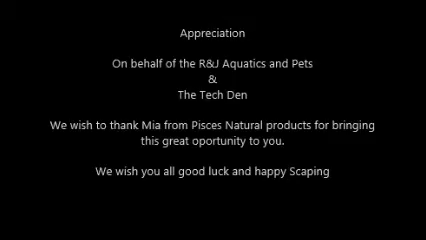 Appreciation
On behalf of the R&J Aquatics and Pets
&
The Tech Den
We wish to thank Mia from Pisces Natural products for bringing
this great oportunity to you.
We wish you all good luck and happy Scaping